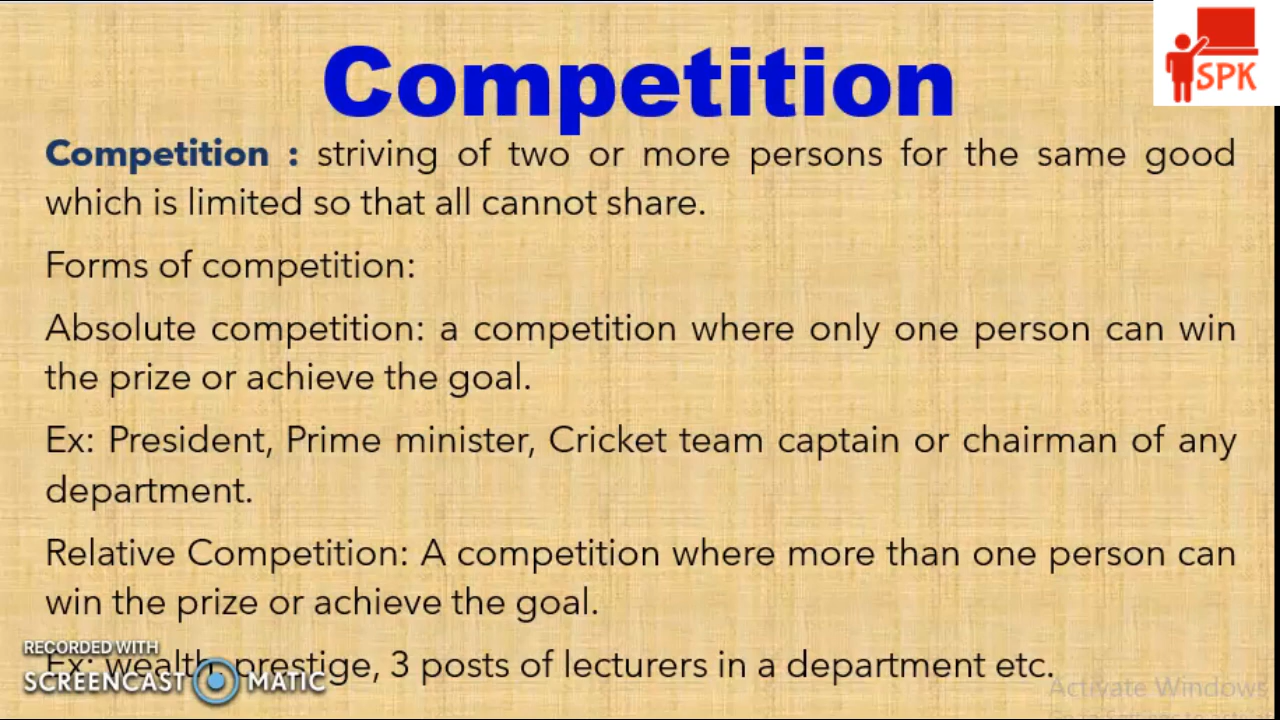 Competition
SPK
Competition : striving of two or more persons for the same good
which is limited so that all cannot share.
Forms of competition:
Absolute competition: a competition where only one person can win
the prize or achieve the goal.
Ex: President, Prime minister, Cricket team captain or chairman of any
department.
Relative Competition: A competition where more than one person can
win the prize or achieve the goal.
RECORDED WITH
Ex: wealth, prestige, 3 posts of lecturers in a department etc.
SCREENCAST MATIC
Activate Windows